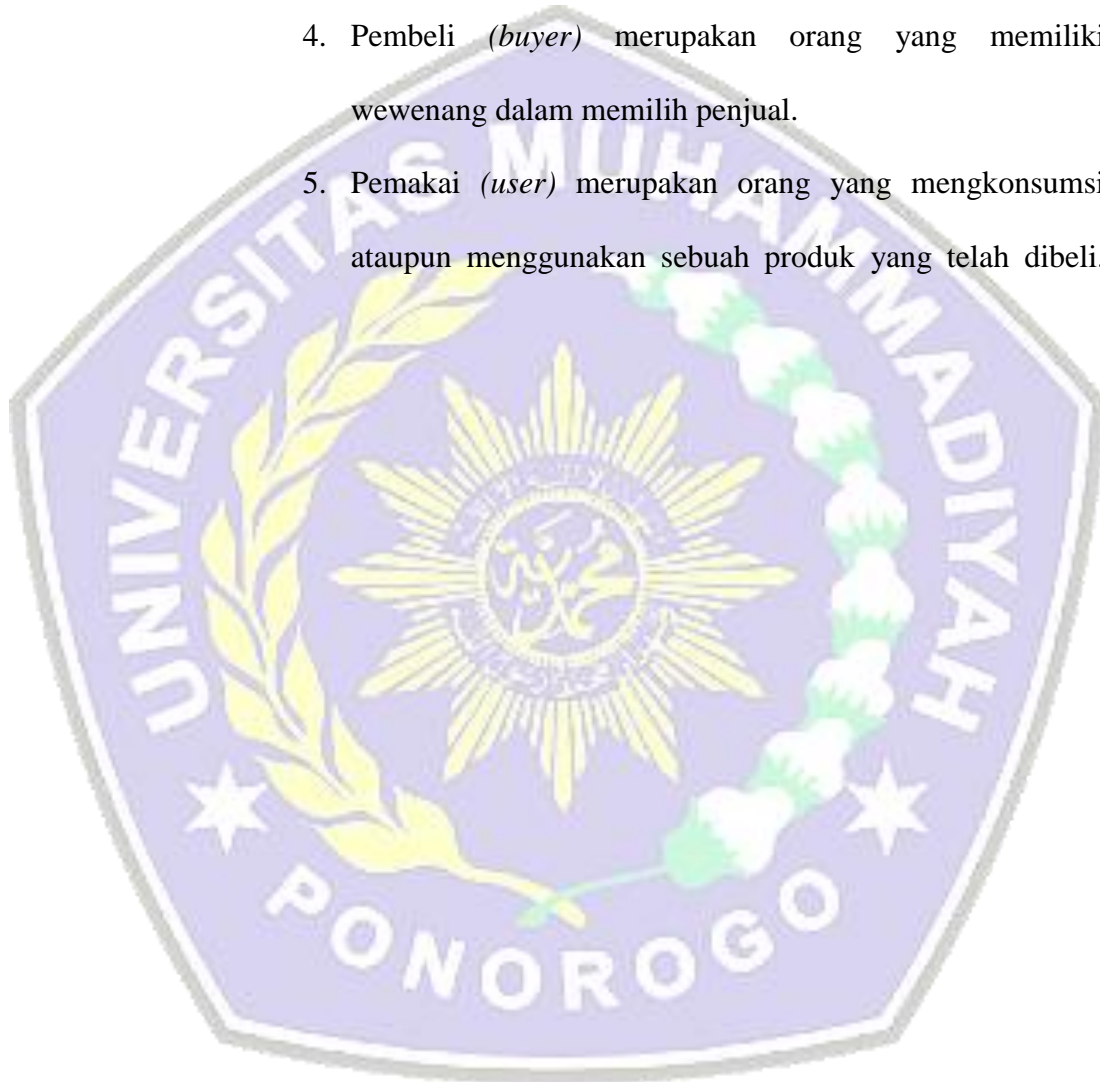 4. Pembeli (buyer) merupakan orang yang memiliki
wewenang dalam memilih penjual.
5. Pemakai (user) merupakan orang yang mengkonsumsi
ataupun menggunakan sebuah produk yang telah dibeli.
UNIVERSITAS MUHAMMADIYAH
PONOROGO